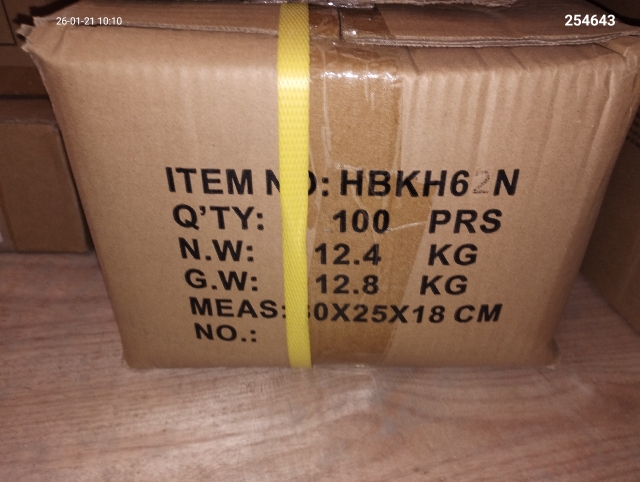 26-01-21 10:10
254643
ITEM NO: HBKH62N
Q'TY: 100 PRS
N.W: 12.4 KG
G.W: 12.8 KG
MEAS: 0X25X18 CM
NO.: